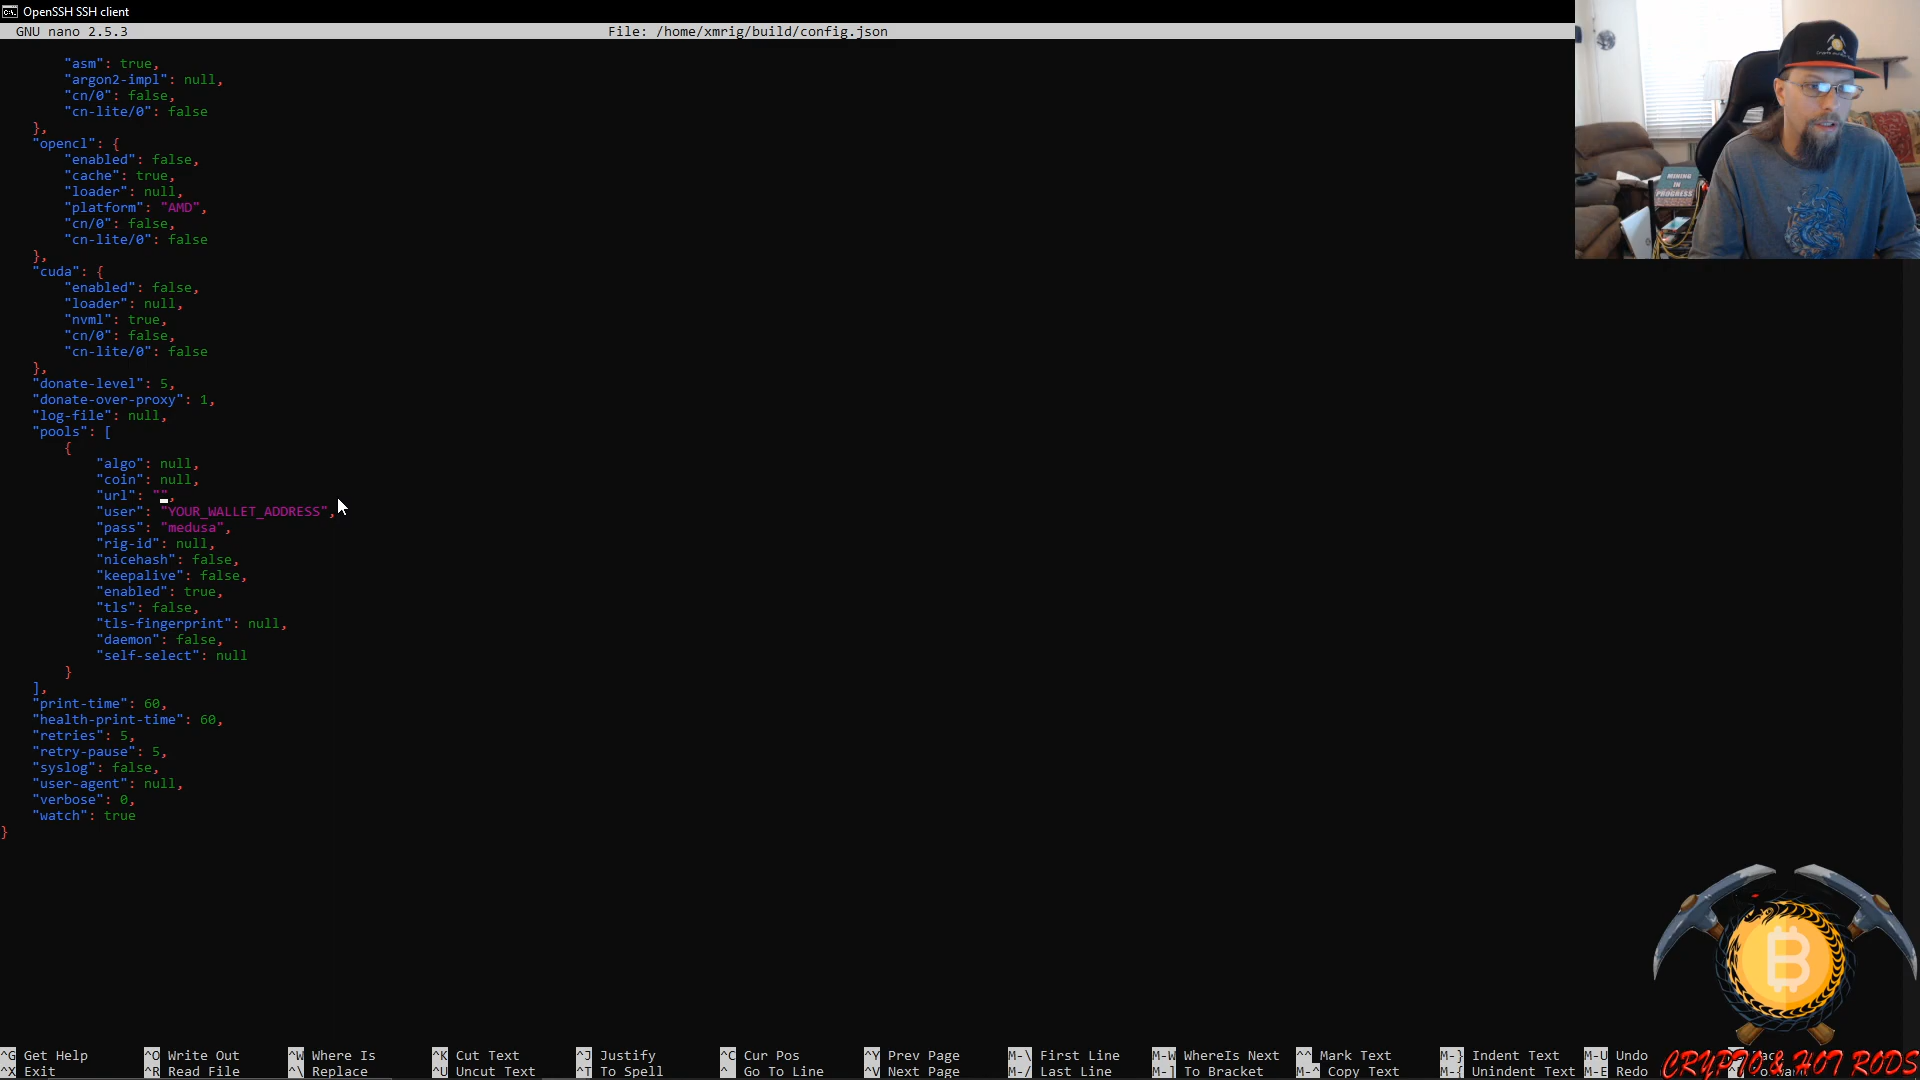 OpenSSH SSH client
GNU nano 2.5.3 File: /home/xmrig/build/config.json
"asm": true,
"argon2-impl": null,
"cn/0": false,
"cn-lite/0": false
},
"opencl": {
"enabled": false,
"cache": true,
"loader": null,
"platform": "AMD",
"cn/0": false,
"cn-lite/0": false
},
"cuda": {
"enabled": false,
"loader": null,
"nvml": true,
"cn/0": false,
"cn-lite/0": false
},
"donate-level": 5,
"donate-over-proxy": 1,
"log-file": null,
"pools": [
{
"algo": null,
"coin": null,
"url": "",
"user": "YOUR_WALLET_ADDRESS",
"pass": "medusa",
"rig-id": null,
"nicehash": false,
"keepalive": false,
"enabled": true,
"tls": false,
"tls-fingerprint": null,
"daemon": false,
"self-select": null
}
],
"print-time": 60,
"health-print-time": 60,
"retries": 5,
"retry-pause": 5,
"syslog": false,
"user-agent": null,
"verbose": 0,
"watch": true
}
MINING
IN
PROGRESS
^G Get Help ^O Write Out ^W Where Is ^K Cut Text ^J Justify ^C Cur Pos ^Y Prev Page M-\ First Line M-W WhereIs Next ^^ Mark Text M-} Indent Text M-U Undo
^X Exit ^R Read File ^\ Replace ^U Uncut Text ^T To Spell ^_ Go To Line ^V Next Page M-/ Last Line M-] To Bracket M-^ Copy Text M-{ Unindent Text M-E Redo
CRYPTO & HOT RODS